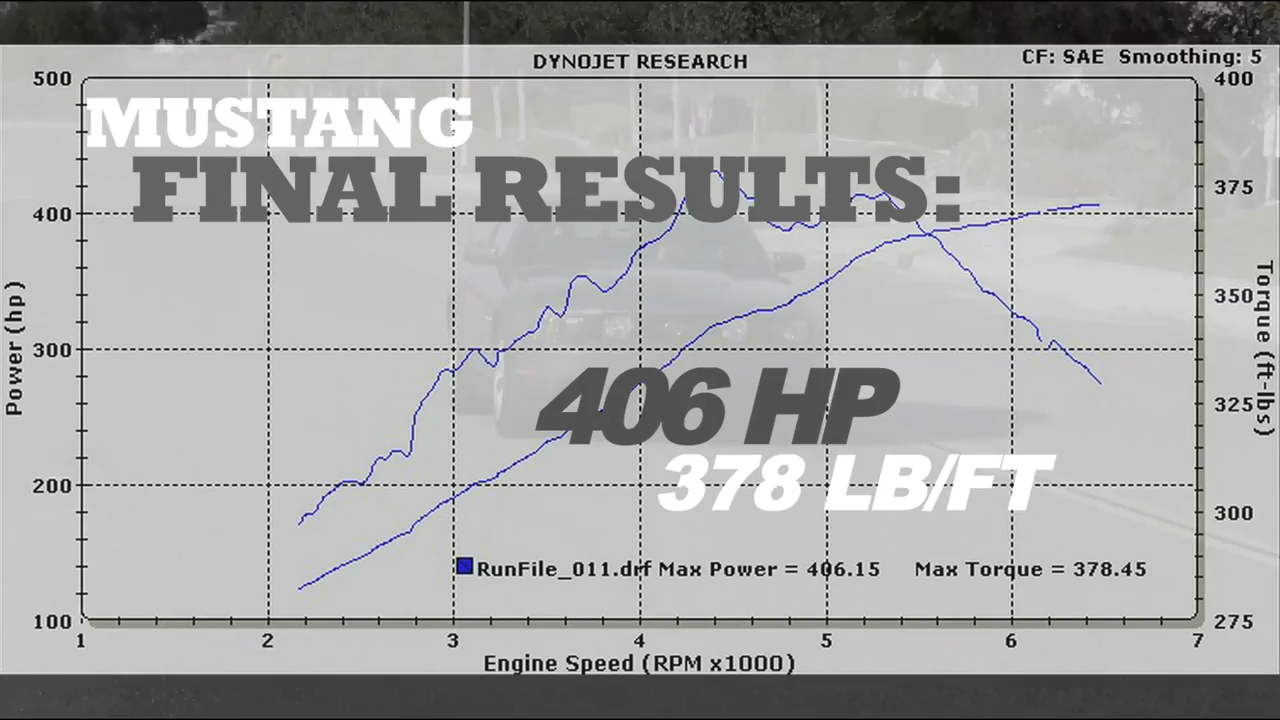 DYNOJET RESEARCH
CF: SAE Smoothing: 5
500
400
MUSTANG
FINAL RESULTS:
375
400
350
300
406 HP
325
378 LB/FT
200
300
RunFile_011.drf Max Power = 406.15 Max Torque = 378.45
100
275
Power (hp)
Torque (ft-lbs)
1 2 3 4 5 6 7
Engine Speed (RPM x1000)